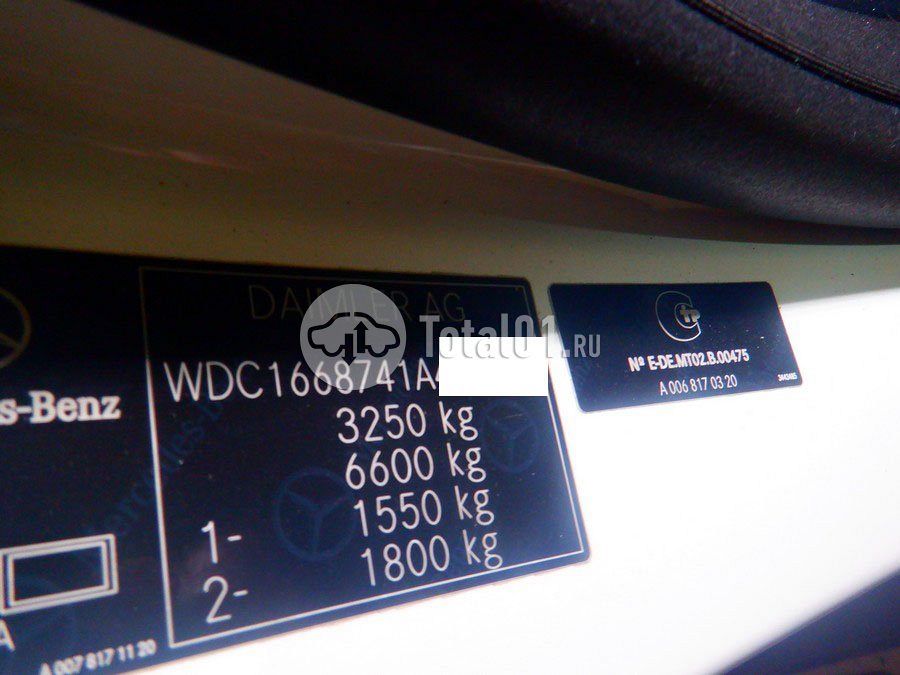 DAIMLER AG
Total01.RU
WDC1668741A
s-Benz
3250 kg
6600 kg
1- 1550 kg
2- 1800 kg
A
A 007 817 11 20
tp
Nº E-DE.MT02.B.00475
A 006 817 03 20